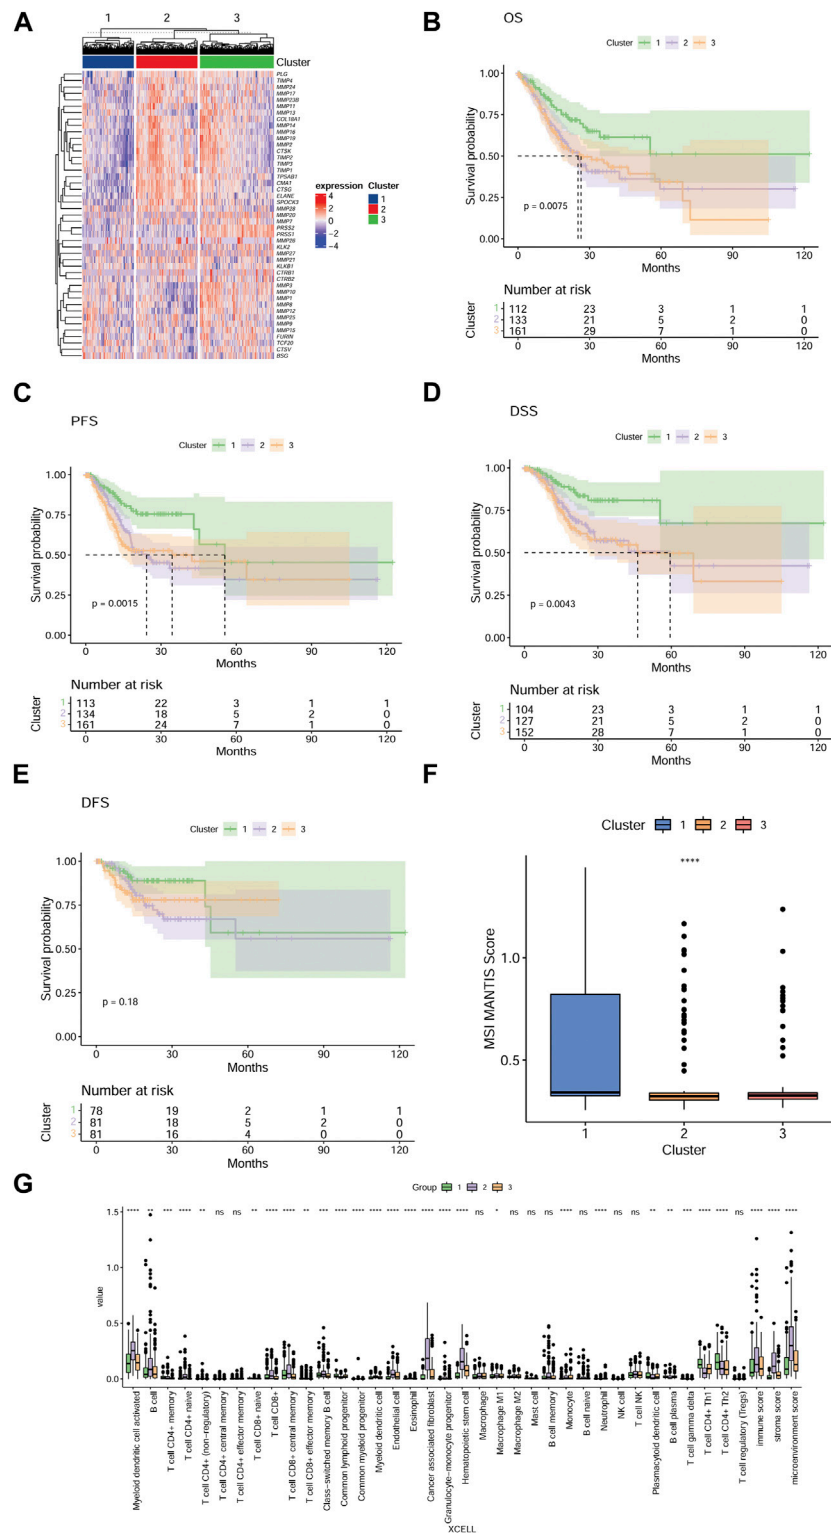 A
1 2 3
Cluster
PLG
TIMP4
MMP24
MMP17
MMP23B
MMP11
MMP13
COL18A1
MMP14
MMP16
MMP19
MMP2
CTSK
TIMP2
TIMP3
TIMP1
TPSAB1
CMA1
CTSG
ELANE
SPOCK3
MMP28
MMP20
MMP7
PRSS2
PRSS1
MMP26
KLK2
MMP27
MMP21
KLKB1
CTRB1
CTRB2
MMP3
MMP10
MMP1
MMP8
MMP12
MMP25
MMP9
MMP15
FURIN
TCF20
CTSV
BSG
expression
4
2
0
−2
−4
Cluster
1
2
3
B
OS
Cluster 1 2 3
Survival probability
1.00
0.75
0.50
0.25
0.00
p = 0.0075
0 30 60 90 120
Months
Number at risk
Cluster
1 112 23 3 1 1
2 133 21 5 2 0
3 161 29 7 1 0
0 30 60 90 120
Months
C
PFS
Cluster 1 2 3
Survival probability
1.00
0.75
0.50
0.25
0.00
p = 0.0015
0 30 60 90 120
Months
Number at risk
Cluster
1 113 22 3 1 1
2 134 18 5 2 0
3 161 24 7 1 0
0 30 60 90 120
Months
D
DSS
Cluster 1 2 3
Survival probability
1.00
0.75
0.50
0.25
0.00
p = 0.0043
0 30 60 90 120
Months
Number at risk
Cluster
1 104 23 3 1 1
2 127 21 5 2 0
3 152 28 7 1 0
0 30 60 90 120
Months
E
DFS
Cluster 1 2 3
Survival probability
1.00
0.75
0.50
0.25
0.00
p = 0.18
0 30 60 90 120
Months
Number at risk
Cluster
1 78 19 2 1 1
2 81 18 5 2 0
3 81 16 4 0 0
0 30 60 90 120
Months
F
Cluster 1 2 3
****
MSI MANTIS Score
1.0
0.5
1 2 3
Cluster
G
Group 1 2 3
value
1.5
1.0
0.5
0.0
**** ** *** **** ** ns ns ** **** **** ** *** *** **** **** *** **** **** **** ns * ns ns ns **** ns **** ns ns ** ** *** **** **** ns **** **** ****
Myeloid dendritic cell activated
B cell
T cell CD4+ memory
T cell CD4+ naive
T cell CD4+ (non−regulatory)
T cell CD4+ central memory
T cell CD4+ effector memory
T cell CD8+ naive
T cell CD8+
T cell CD8+ central memory
T cell CD8+ effector memory
Class−switched memory B cell
Common lymphoid progenitor
Common myeloid progenitor
Myeloid dendritic cell
Endothelial cell
Eosinophil
Cancer associated fibroblast
Granulocyte−monocyte progenitor
Hematopoietic stem cell
Macrophage
Macrophage M1
Macrophage M2
Mast cell
B cell memory
Monocyte
B cell naive
Neutrophil
NK cell
T cell NK
Plasmacytoid dendritic cell
B cell plasma
T cell gamma delta
T cell CD4+ Th1
T cell CD4+ Th2
T cell regulatory (Tregs)
immune score
stroma score
microenvironment score
XCELL